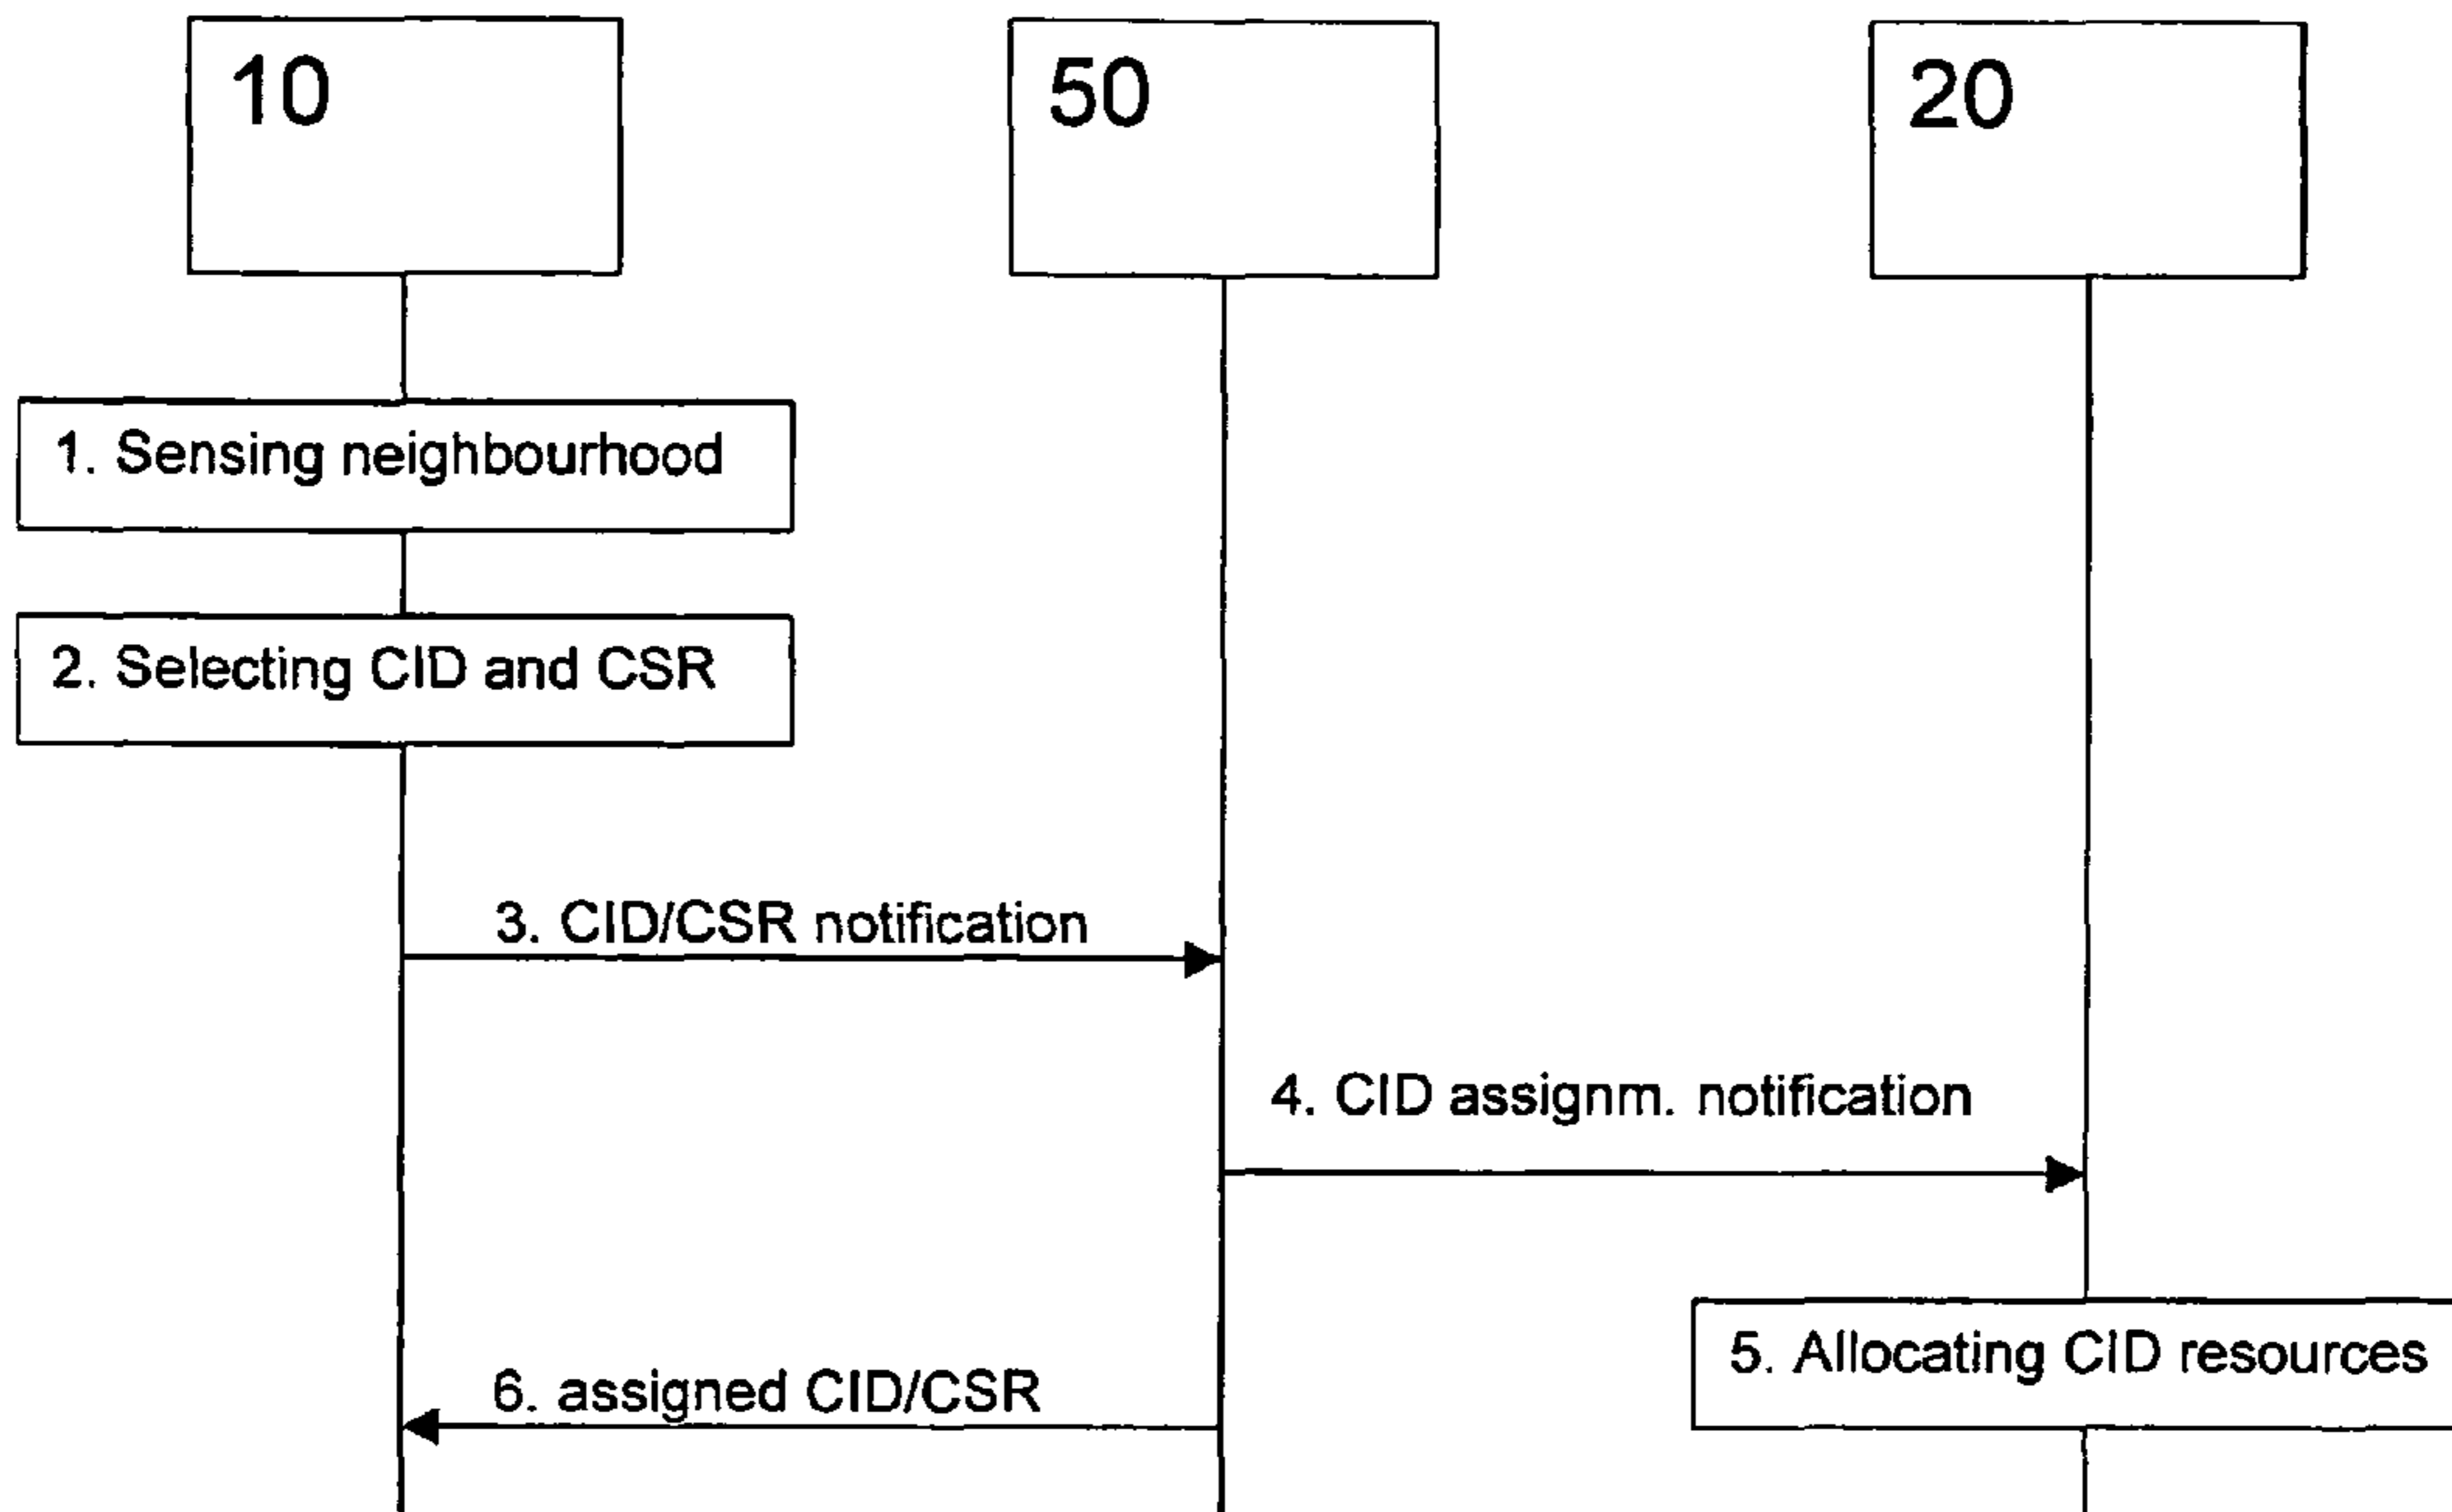 10
50
20
1. Sensing neighbourhood
2. Selecting CID and CSR
3. CID/CSR notification
4. CID assignm. notification
5. Allocating CID resources
6. assigned CID/CSR